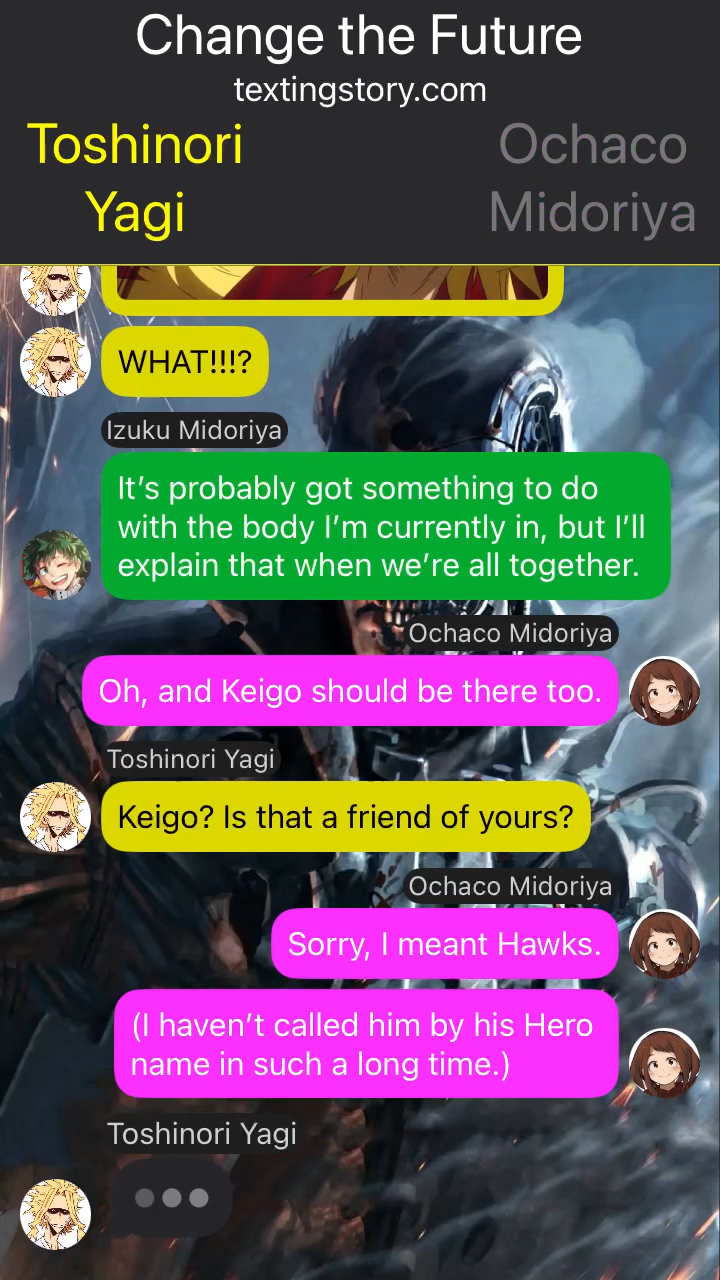 Change the Future
textingstory.com
Toshinori
Yagi
Ochaco
Midoriya
WHAT!!!?
Izuku Midoriya
It’s probably got something to do
with the body I’m currently in, but I’ll
explain that when we’re all together.
Ochaco Midoriya
Oh, and Keigo should be there too.
Toshinori Yagi
Keigo? Is that a friend of yours?
Ochaco Midoriya
Sorry, I meant Hawks.
(I haven’t called him by his Hero
name in such a long time.)
Toshinori Yagi